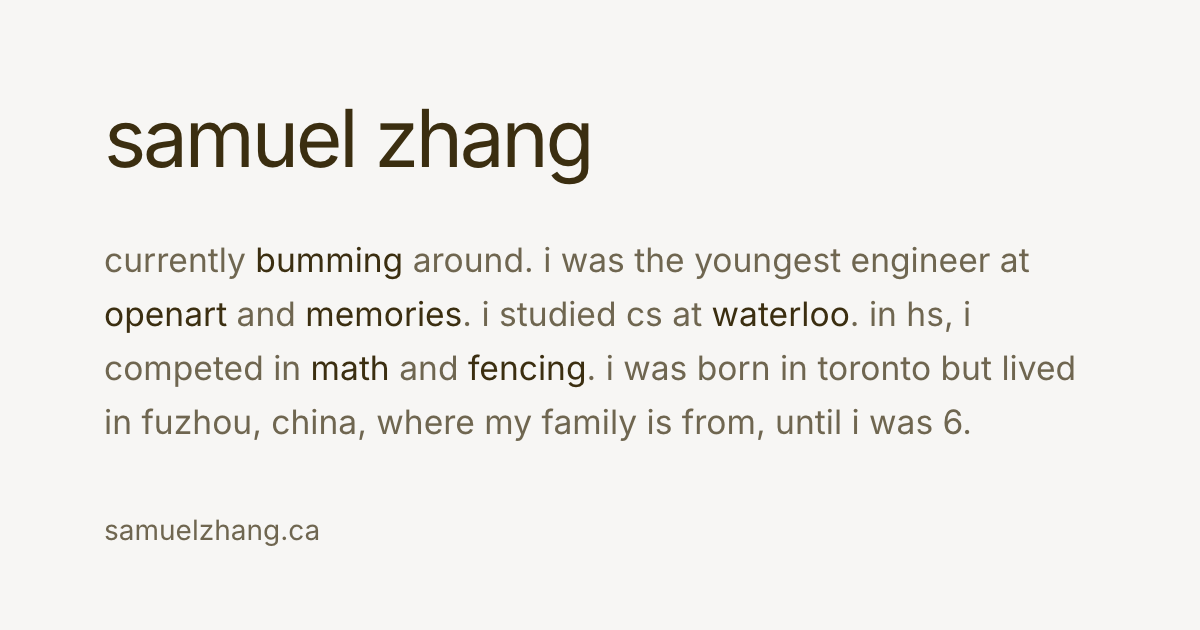 samuel zhang
currently bumming around. i was the youngest engineer at
openart and memories. i studied cs at waterloo. in hs, i
competed in math and fencing. i was born in toronto but lived
in fuzhou, china, where my family is from, until i was 6.
samuelzhang.ca